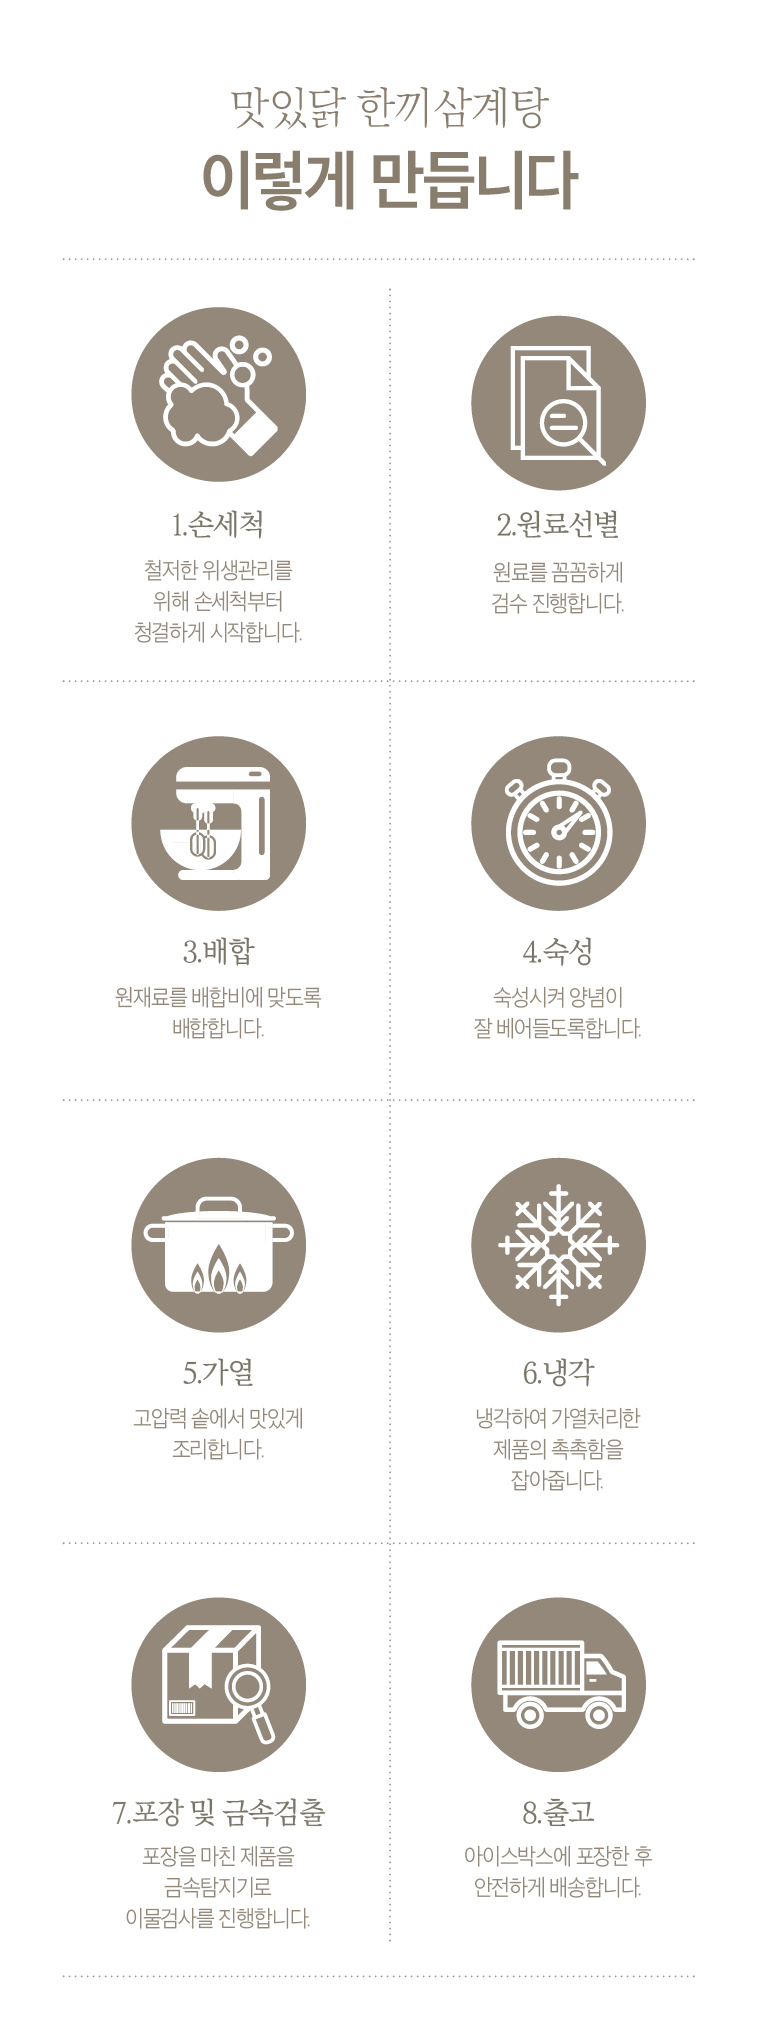 맛있닭 한끼삼계탕
이렇게 만듭니다
1.손세척
철저한 위생관리를
위해 손세척부터
청결하게 시작합니다.
2.원료선별
원료를 꼼꼼하게
검수 진행합니다.
3.배합
원재료를 배합비에 맞도록
배합합니다.
4.숙성
숙성시켜 양념이
잘 베어들도록합니다.
5.가열
고압력 솥에서 맛있게
조리합니다.
6.냉각
냉각하여 가열처리한
제품의 촉촉함을
잡아줍니다.
7.포장 및 금속검출
포장을 마친 제품을
금속탐지기로
이물검사를 진행합니다.
8.출고
아이스박스에 포장한 후
안전하게 배송합니다.